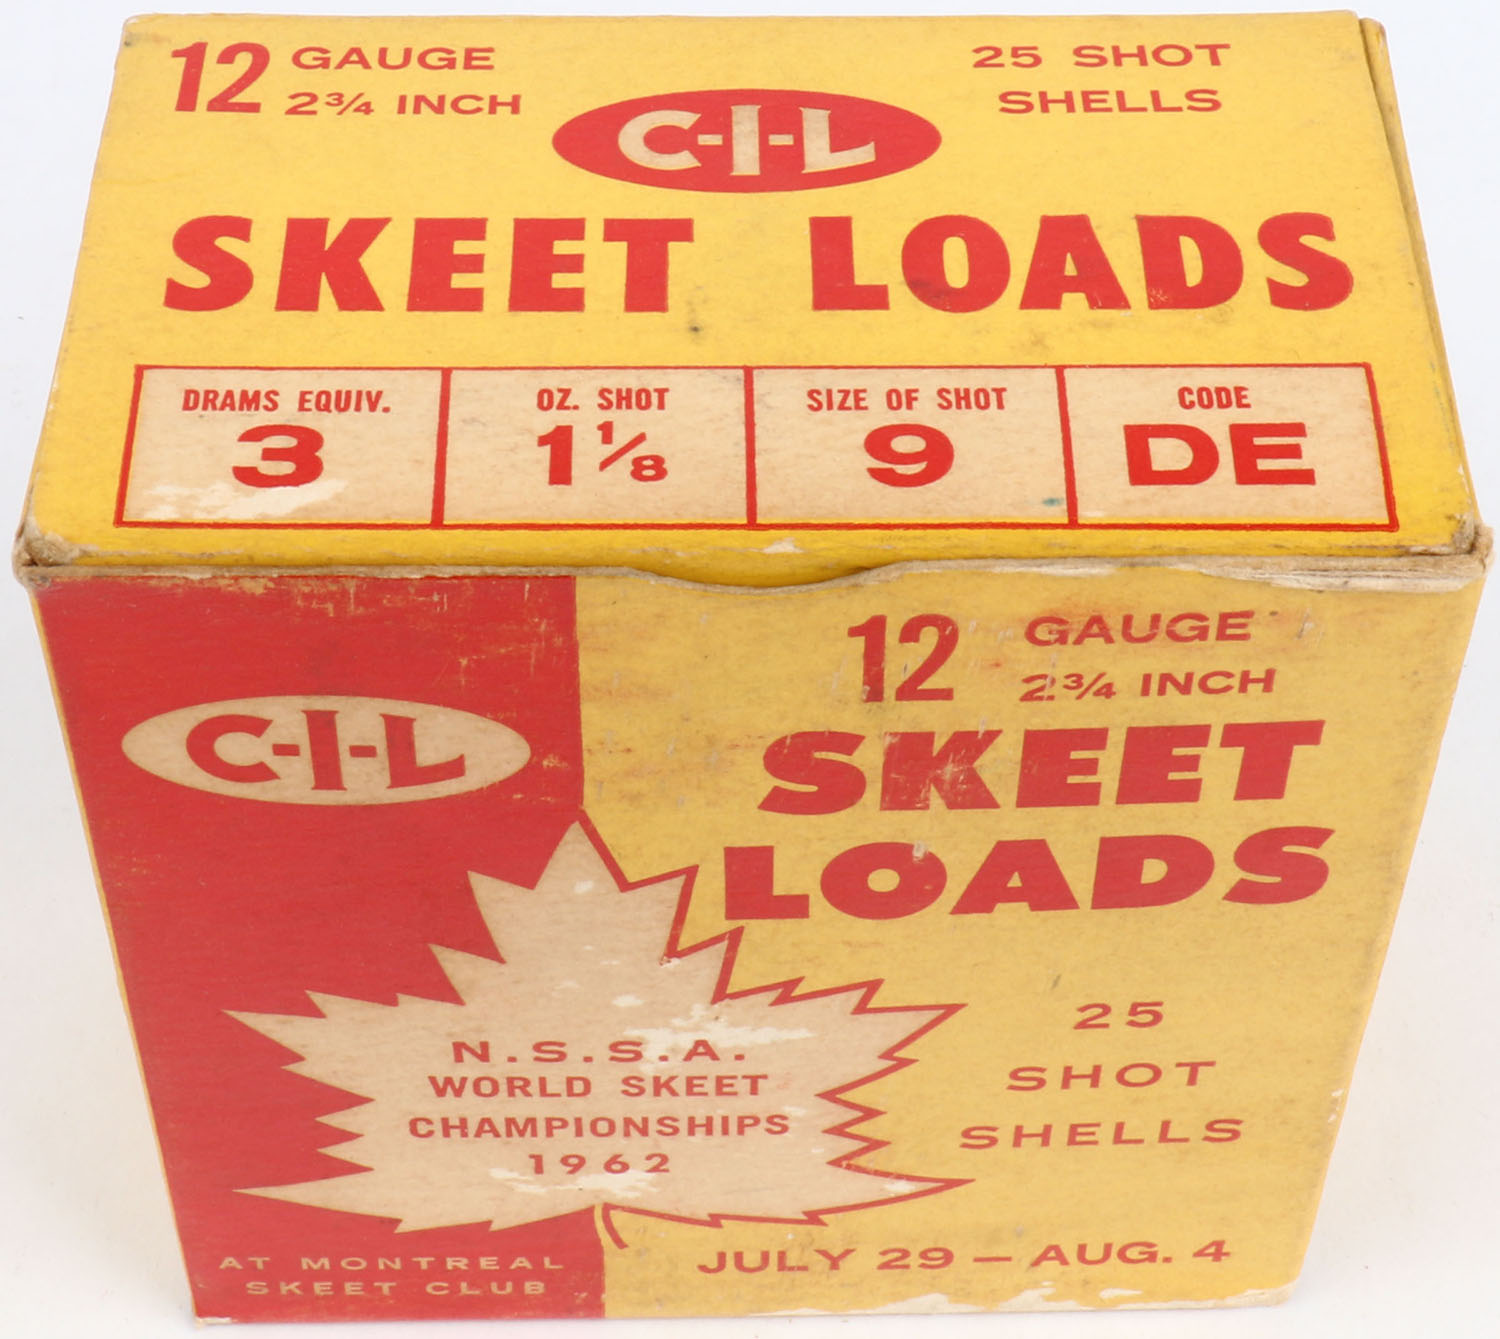 12 GAUGE
2¾ INCH
25 SHOT
SHELLS
C-I-L
SKEET LOADS
DRAMS EQUIV.
3
OZ. SHOT
1⅛
SIZE OF SHOT
9
CODE
DE
12 GAUGE
2¾ INCH
C-I-L
SKEET
LOADS
N.S.S.A.
WORLD SKEET
CHAMPIONSHIPS
1962
25
SHOT
SHELLS
AT MONTREAL
SKEET CLUB
JULY 29 – AUG. 4